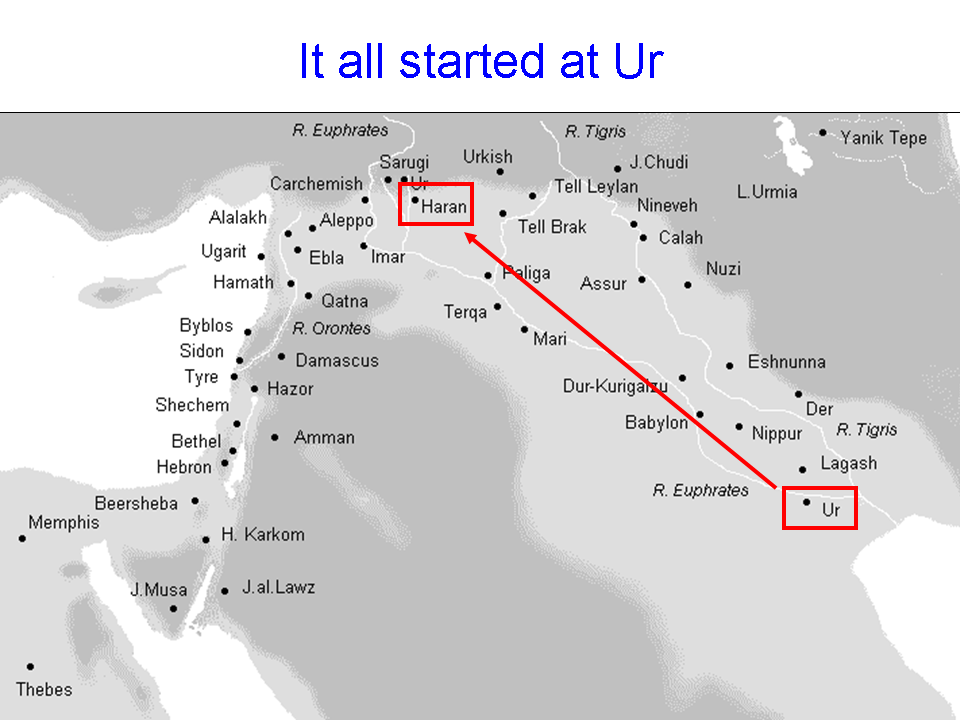 It all started at Ur
R. Euphrates
R. Tigris
Yanik Tepe
Sarugi
Urkish
J.Chudi
Carchemish
Ur
Tell Leylan
L.Urmia
Haran
Nineveh
Alalakh
Aleppo
Tell Brak
Calah
Ugarit
Ebla
Imar
Hamath
Paliga
Assur
Nuzi
Qatna
Terqa
Byblos
R. Orontes
Mari
Sidon
Damascus
Eshnunna
Tyre
Hazor
Dur-Kurigalzu
Shechem
Der
Babylon
Nippur
R. Tigris
Bethel
Amman
Hebron
Lagash
R. Euphrates
Beersheba
Ur
Memphis
H. Karkom
J.Musa
J.al.Lawz
Thebes